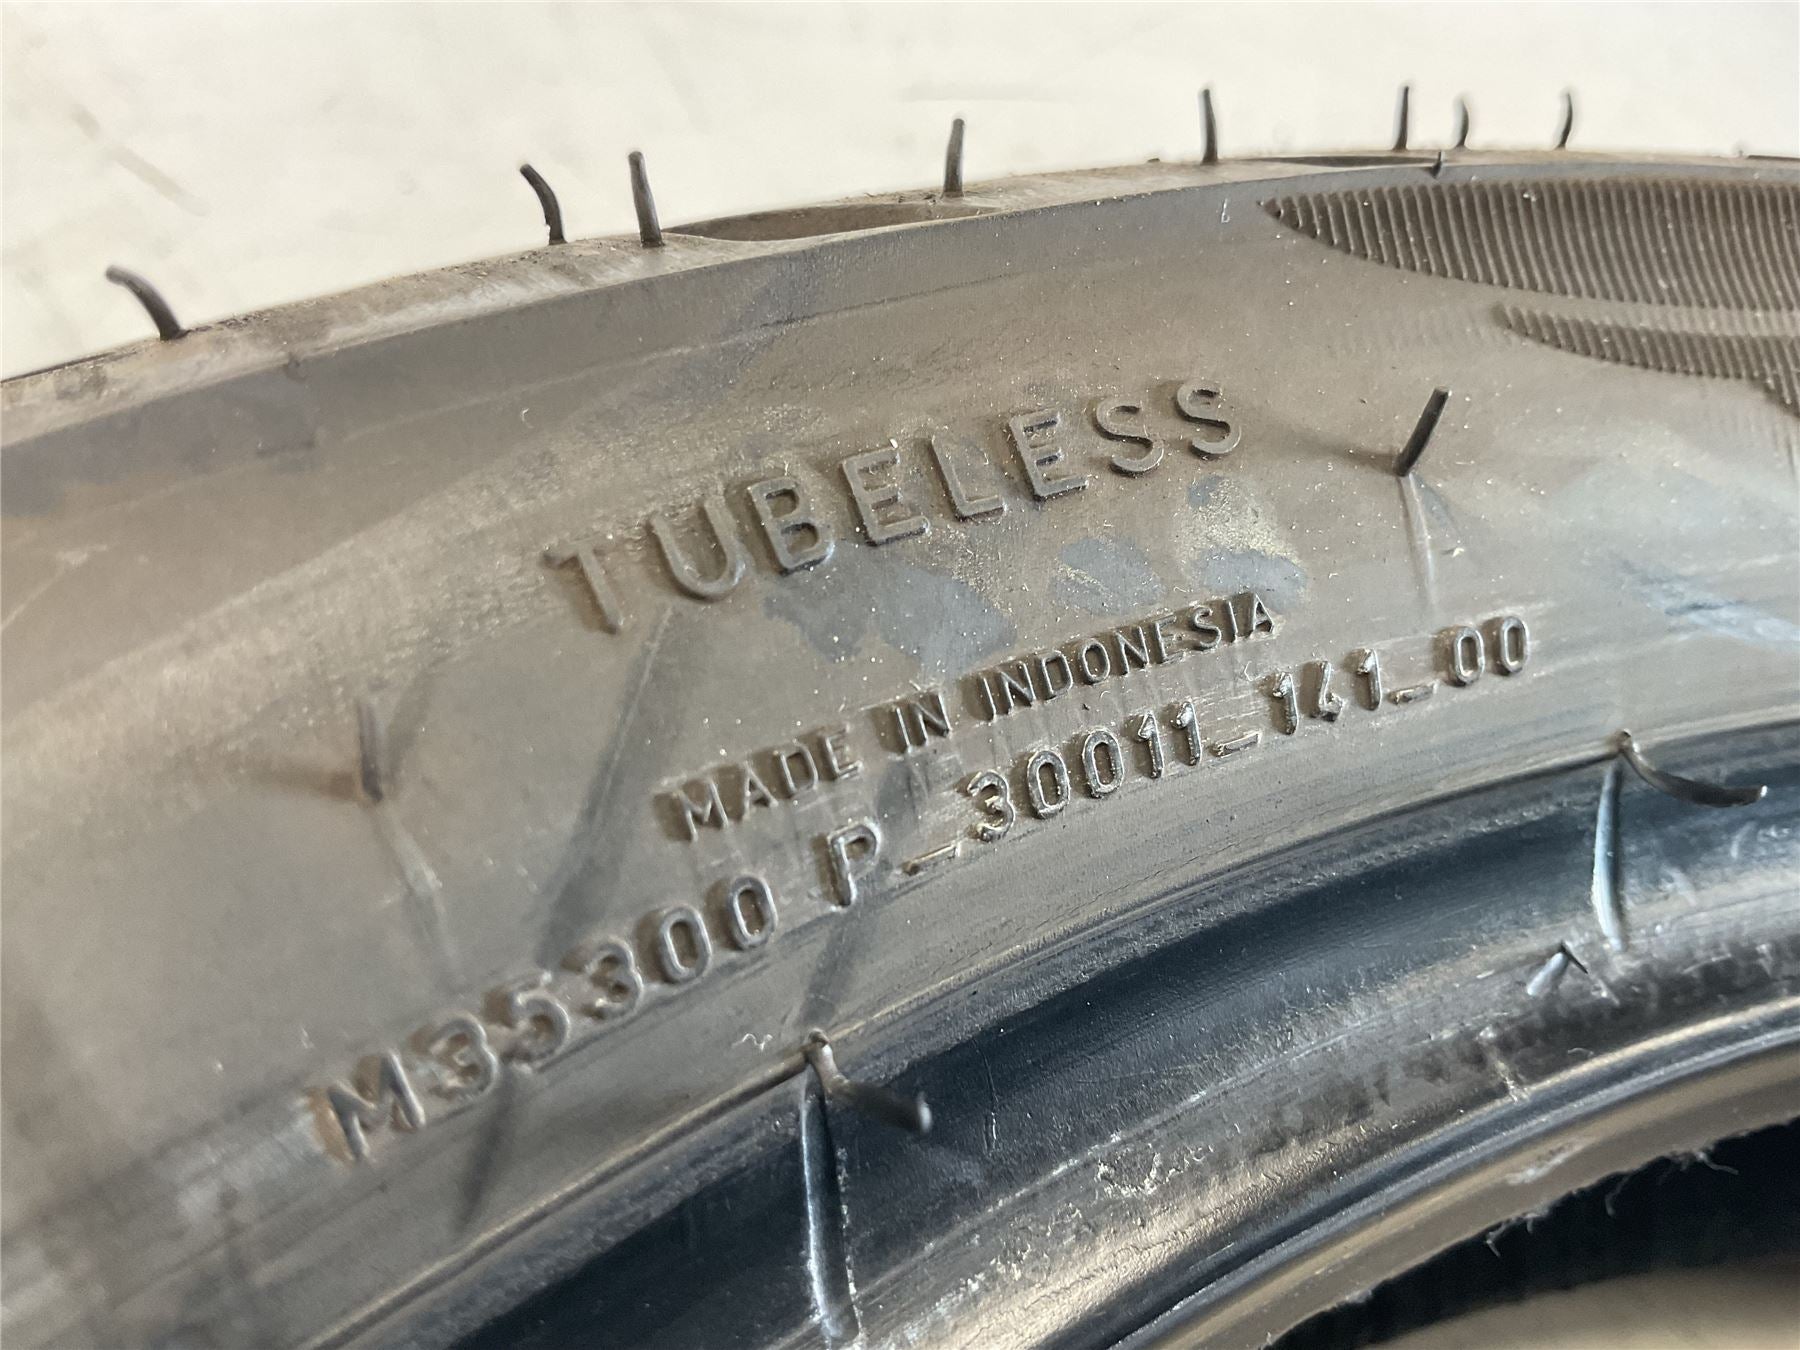 TUBELESS
MADE IN INDONESIA
M35300 P_30011_141_00